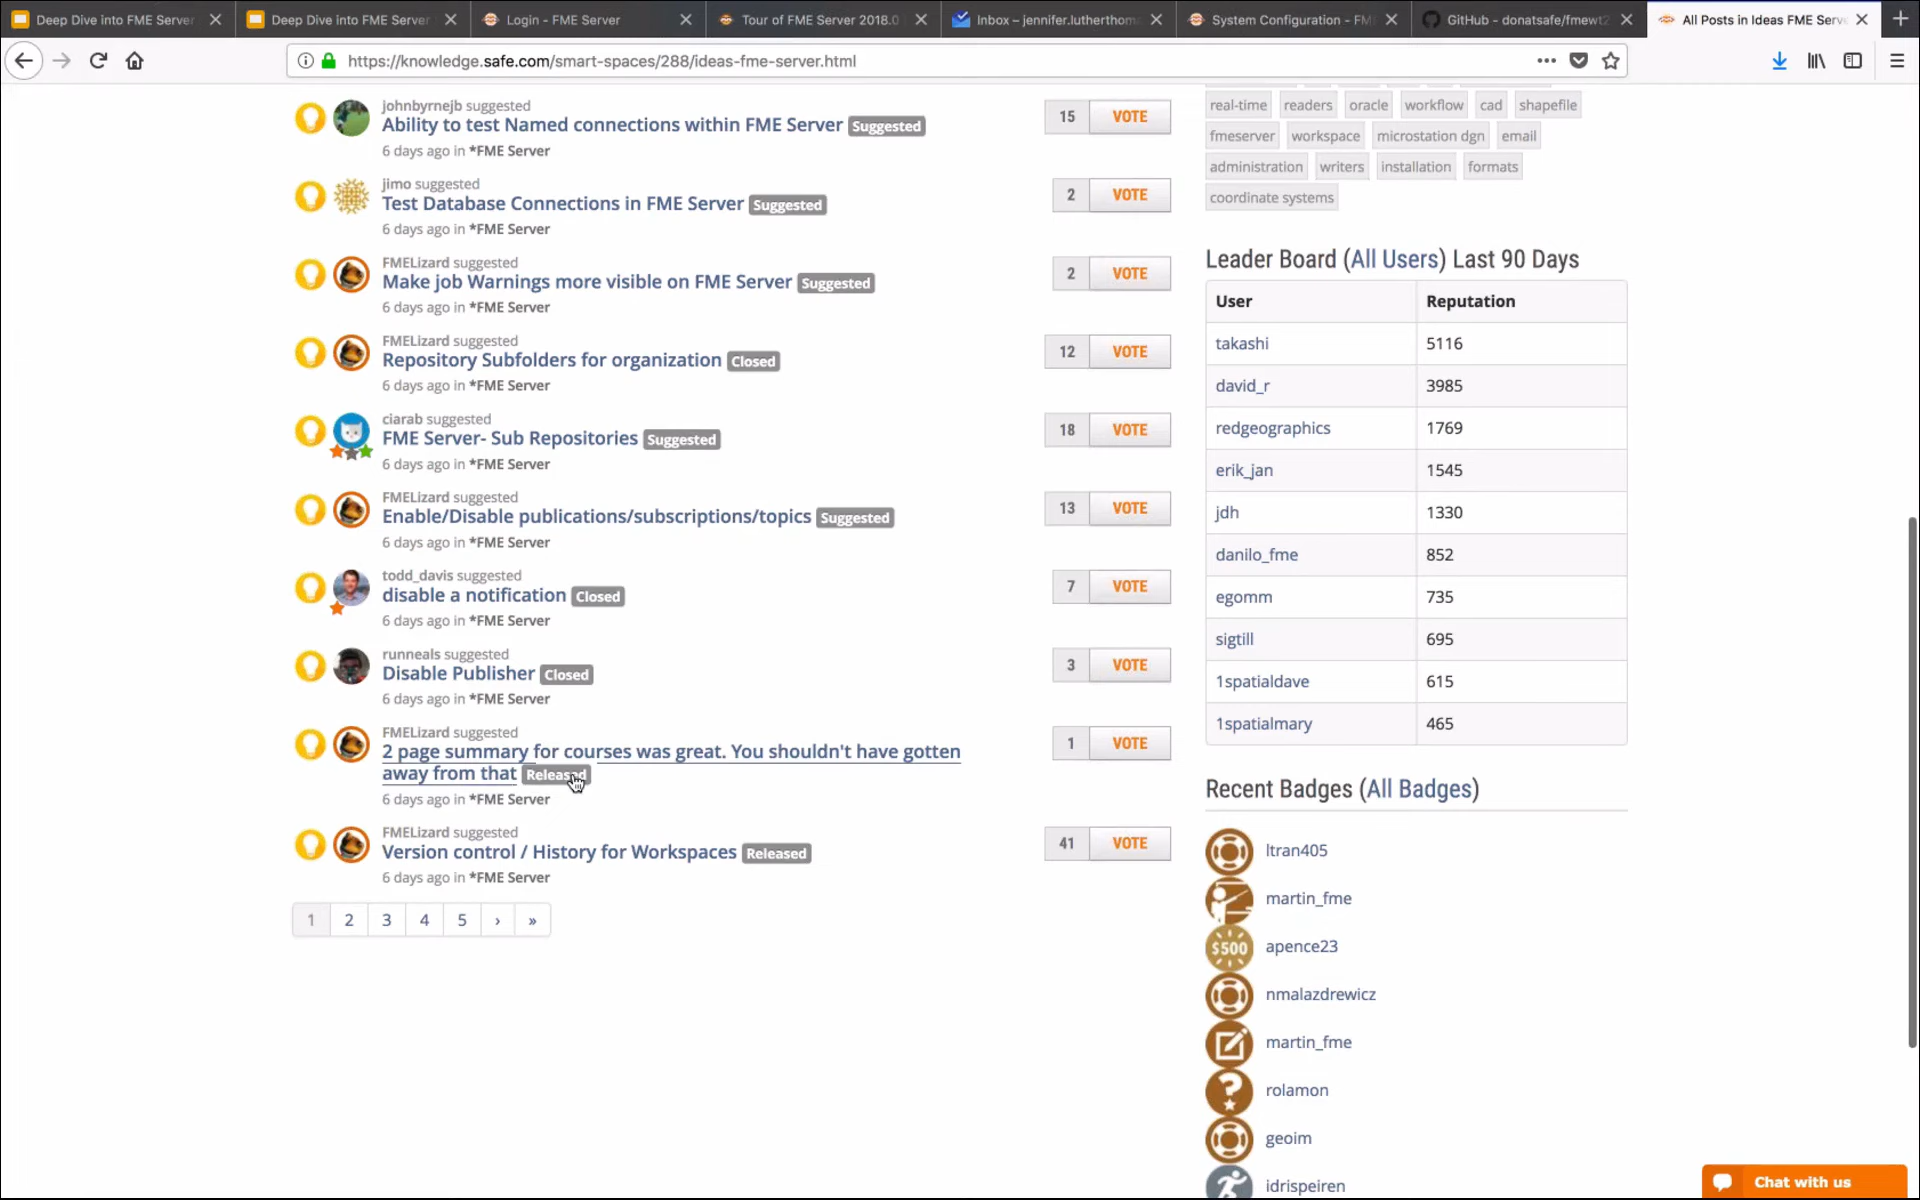 Deep Dive into FME Server
Deep Dive into FME Server
Login - FME Server
Tour of FME Server 2018.0
Inbox – jennifer.lutherthom
System Configuration - FM
GitHub - donatsafe/fmewt2
All Posts in Ideas FME Serv
https://knowledge.safe.com/smart-spaces/288/ideas-fme-server.html
johnbyrnejb suggested
Ability to test Named connections within FME Server Suggested
6 days ago in *FME Server
15 VOTE
jimo suggested
Test Database Connections in FME Server Suggested
6 days ago in *FME Server
2 VOTE
FMELizard suggested
Make job Warnings more visible on FME Server Suggested
6 days ago in *FME Server
2 VOTE
FMELizard suggested
Repository Subfolders for organization Closed
6 days ago in *FME Server
12 VOTE
ciarab suggested
FME Server- Sub Repositories Suggested
6 days ago in *FME Server
18 VOTE
FMELizard suggested
Enable/Disable publications/subscriptions/topics Suggested
6 days ago in *FME Server
13 VOTE
todd_davis suggested
disable a notification Closed
6 days ago in *FME Server
7 VOTE
runneals suggested
Disable Publisher Closed
6 days ago in *FME Server
3 VOTE
FMELizard suggested
2 page summary for courses was great. You shouldn't have gotten
away from that Released
6 days ago in *FME Server
1 VOTE
FMELizard suggested
Version control / History for Workspaces Released
6 days ago in *FME Server
41 VOTE
1 2 3 4 5 › »
real-time readers oracle workflow cad shapefile
fmeserver workspace microstation dgn email
administration writers installation formats
coordinate systems
Leader Board (All Users) Last 90 Days
User Reputation
takashi 5116
david_r 3985
redgeographics 1769
erik_jan 1545
jdh 1330
danilo_fme 852
egomm 735
sigtill 695
1spatialdave 615
1spatialmary 465
Recent Badges (All Badges)
ltran405
martin_fme
$500 apence23
nmalazdrewicz
martin_fme
rolamon
geoim
idrispeiren
Chat with us